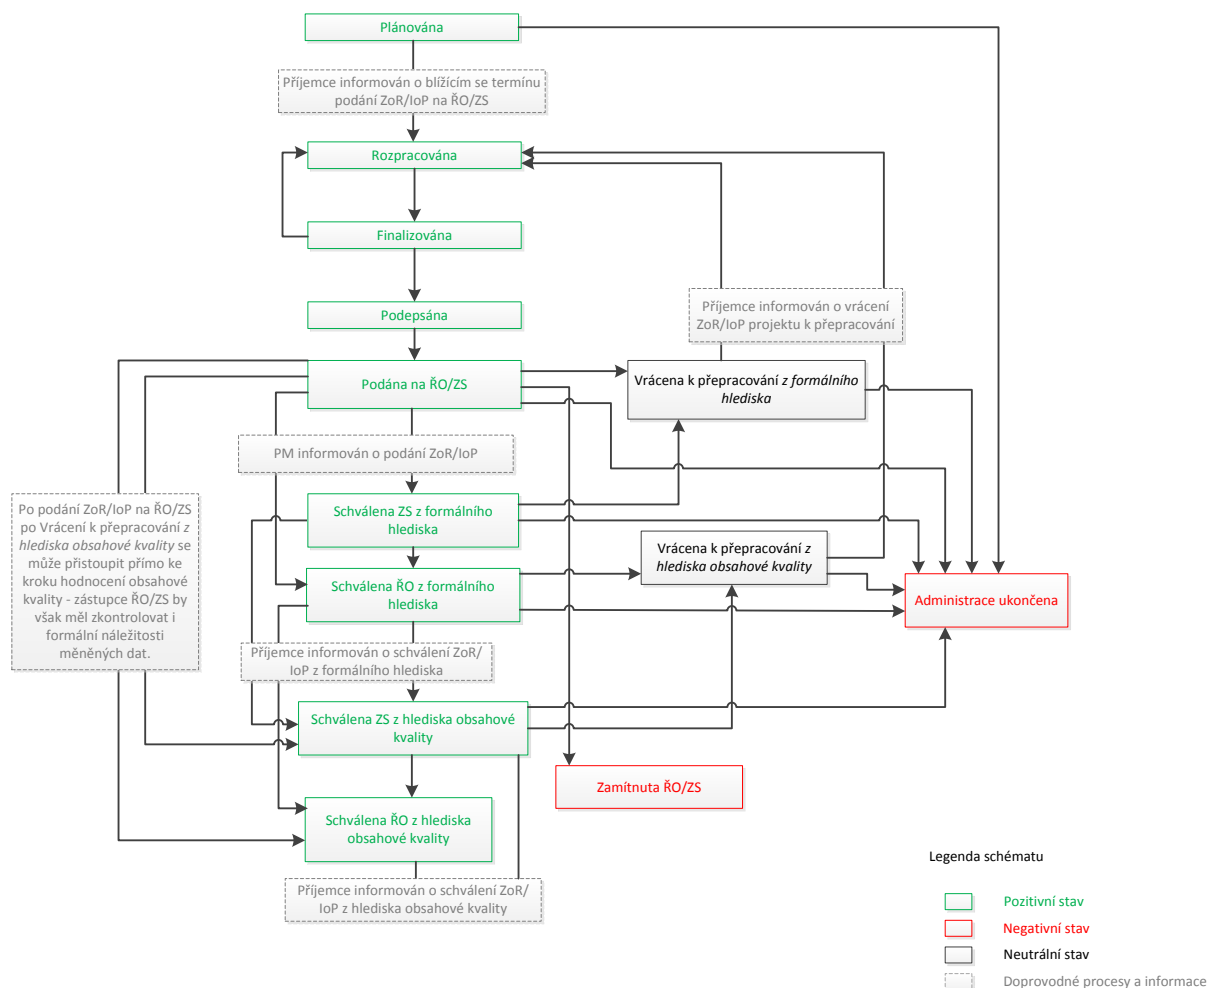 Plánována
Příjemce informován o blížícím se termínu
podání ZoR/IoP na ŘO/ZS
Rozpracována
Finalizována
Příjemce informován o vrácení
ZoR/IoP projektu k přepracování
Podepsána
Podána na ŘO/ZS
Vrácena k přepracování z formálního
hlediska
PM informován o podání ZoR/IoP
Po podání ZoR/IoP na ŘO/ZS
po Vrácení k přepracování z
hlediska obsahové kvality se
může přistoupit přímo ke
kroku hodnocení obsahové
kvality - zástupce ŘO/ZS by
však měl zkontrolovat i
formální náležitosti
měněných dat.
Schválena ZS z formálního
hlediska
Vrácena k přepracování z
hlediska obsahové kvality
Schválena ŘO z formálního
hlediska
Administrace ukončena
Příjemce informován o schválení ZoR/
IoP z formálního hlediska
Schválena ZS z hlediska obsahové
kvality
Zamítnuta ŘO/ZS
Schválena ŘO z hlediska
obsahové kvality
Příjemce informován o schválení ZoR/
IoP z hlediska obsahové kvality
Legenda schématu
Pozitivní stav
Negativní stav
Neutrální stav
Doprovodné procesy a informace